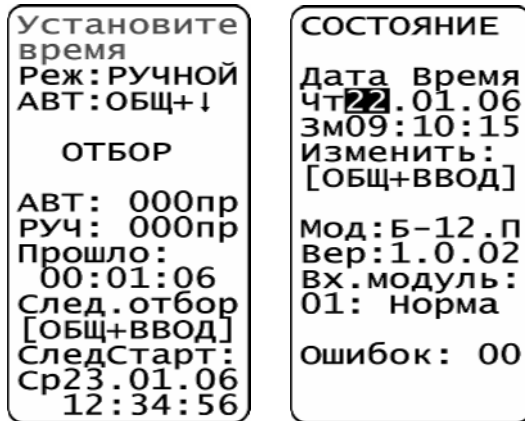 Установите
время
Реж:РУЧНОЙ
АВТ:ОБЩ+↓
ОТБОР
АВТ: 000пр
РУЧ: 000пр
Прошло:
00:01:06
След.отбор
[ОБЩ+ВВОД]
СледСтарт:
Ср23.01.06
12:34:56
СОСТОЯНИЕ
Дата Время
Чт22.01.06
Зм09:10:15
Изменить:
[ОБЩ+ВВОД]
Мод:Б-12.П
Вер:1.0.02
Вх.модуль:
01: Норма
Ошибок: 00